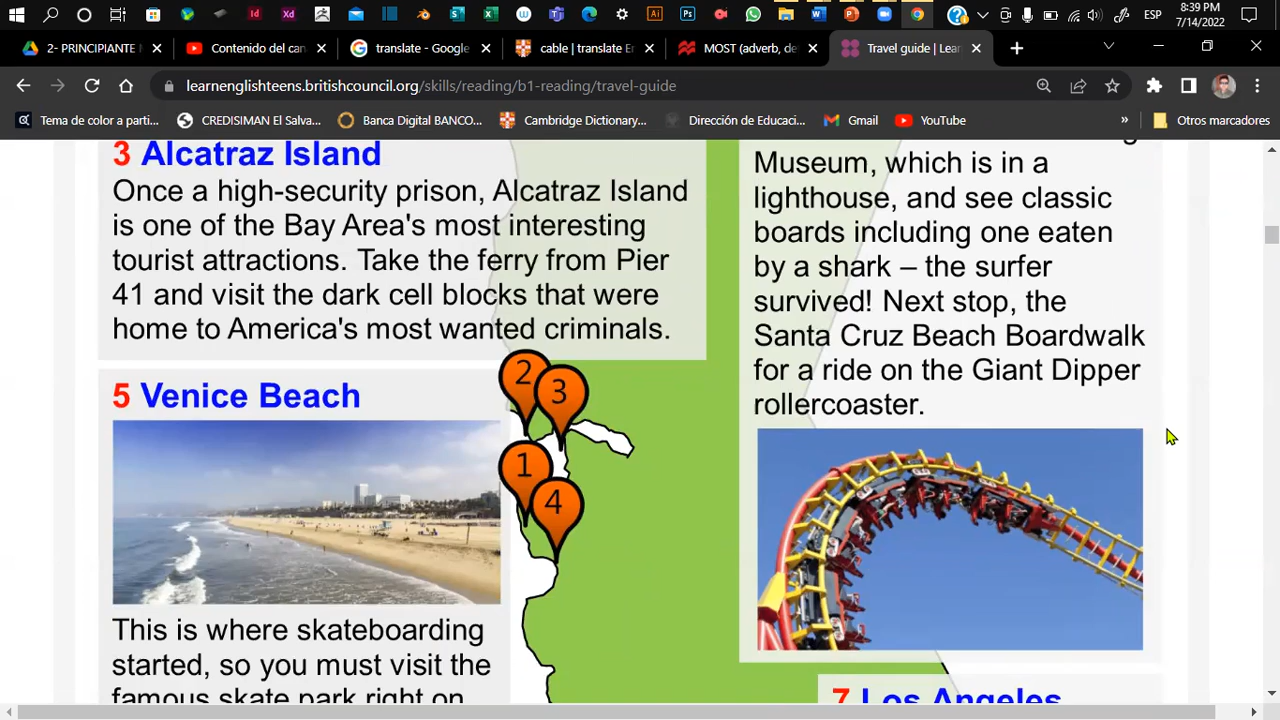 8:39 PM
ESP
7/14/2022
2- PRINCIPIANTE
Contenido del can
translate - Google
cable | translate E
MOST (adverb, de
Travel guide | Lea
learnenglishteens.britishcouncil.org/skills/reading/b1-reading/travel-guide
Tema de color a parti...
CREDISIMAN El Salva...
Banca Digital BANCO...
Cambridge Dictionary...
Dirección de Educaci...
Gmail
YouTube
»
Otros marcadores
3 Alcatraz Island
Once a high-security prison, Alcatraz Island
is one of the Bay Area's most interesting
tourist attractions. Take the ferry from Pier
41 and visit the dark cell blocks that were
home to America's most wanted criminals.
Museum, which is in a
lighthouse, and see classic
boards including one eaten
by a shark – the surfer
survived! Next stop, the
Santa Cruz Beach Boardwalk
for a ride on the Giant Dipper
rollercoaster.
5 Venice Beach
2
3
1
4
This is where skateboarding
started, so you must visit the
famous skate park right on
7 Los Angeles